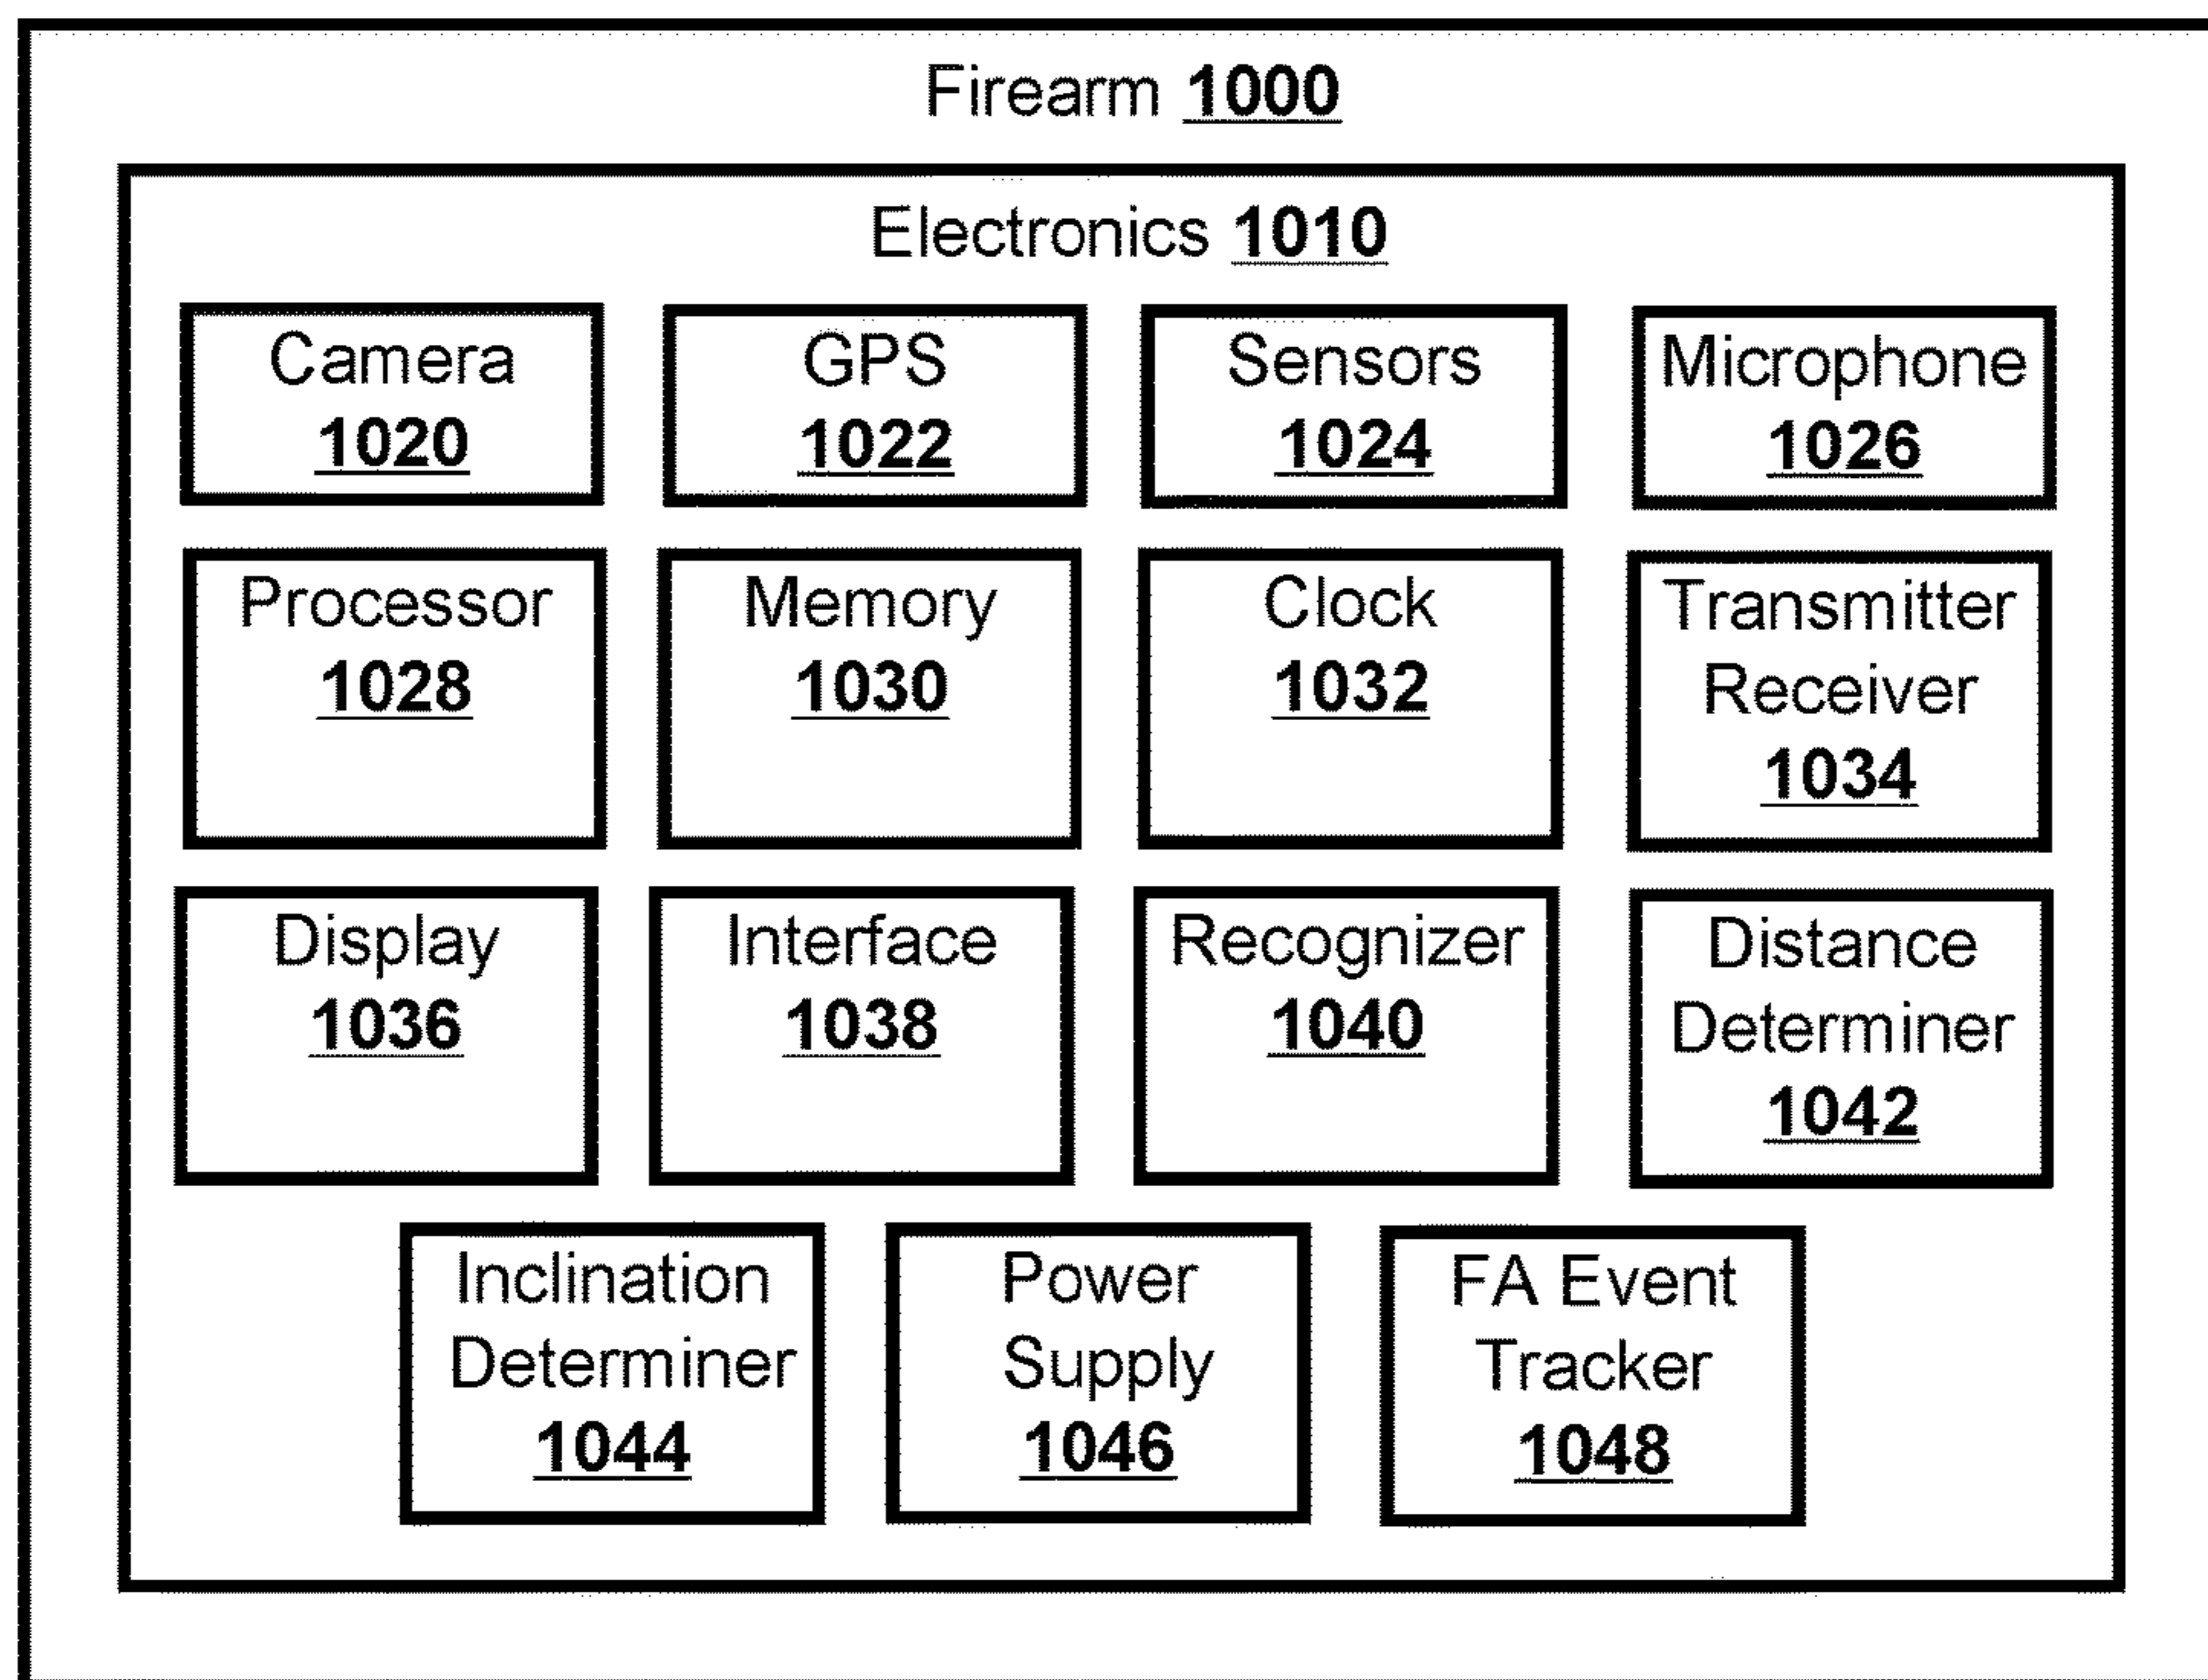 Firearm 1000
Electronics 1010
Camera
1020
GPS
1022
Sensors
1024
Microphone
1026
Processor
1028
Memory
1030
Clock
1032
Transmitter
Receiver
1034
Display
1036
Interface
1038
Recognizer
1040
Distance
Determiner
1042
Inclination
Determiner
1044
Power
Supply
1046
FA Event
Tracker
1048